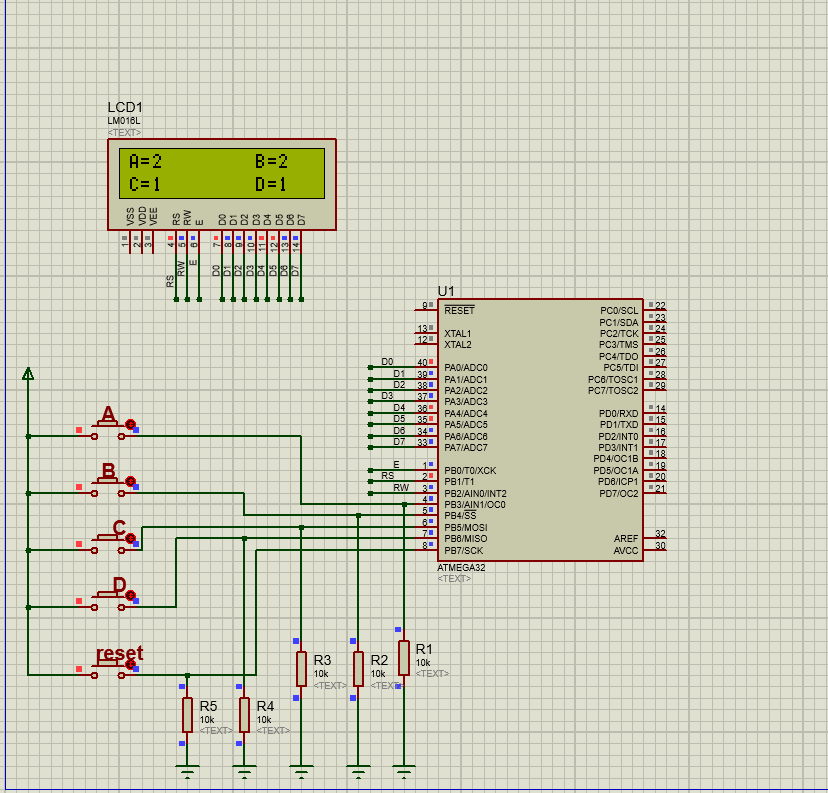 LCD1
LM016L
<TEXT>
A=2 B=2
C=1 D=1
VSS VDD VEE RS RW E D0 D1 D2 D3 D4 D5 D6 D7
1 2 3 4 5 6 7 8 9 10 11 12 13 14
RS RW E D0 D1 D2 D3 D4 D5 D6 D7
U1
9 RESET PC0/SCL 22
PC1/SDA 23
13 XTAL1 PC2/TCK 24
12 XTAL2 PC3/TMS 25
PC4/TDO 26
D0 40 PA0/ADC0 PC5/TDI 27
D1 39 PA1/ADC1 PC6/TOSC1 28
D2 38 PA2/ADC2 PC7/TOSC2 29
D3 37 PA3/ADC3
D4 36 PA4/ADC4 PD0/RXD 14
D5 35 PA5/ADC5 PD1/TXD 15
D6 34 PA6/ADC6 PD2/INT0 16
D7 33 PA7/ADC7 PD3/INT1 17
PD4/OC1B 18
E 1 PB0/T0/XCK PD5/OC1A 19
RS 2 PB1/T1 PD6/ICP1 20
RW 3 PB2/AIN0/INT2 PD7/OC2 21
4 PB3/AIN1/OC0
5 PB4/SS
6 PB5/MOSI
7 PB6/MISO AREF 32
8 PB7/SCK AVCC 30
ATMEGA32
<TEXT>
A
B
C
D
reset
R3
10k
<TEXT>
R2
10k
<TEXT>
R1
10k
<TEXT>
R5
10k
<TEXT>
R4
10k
<TEXT>